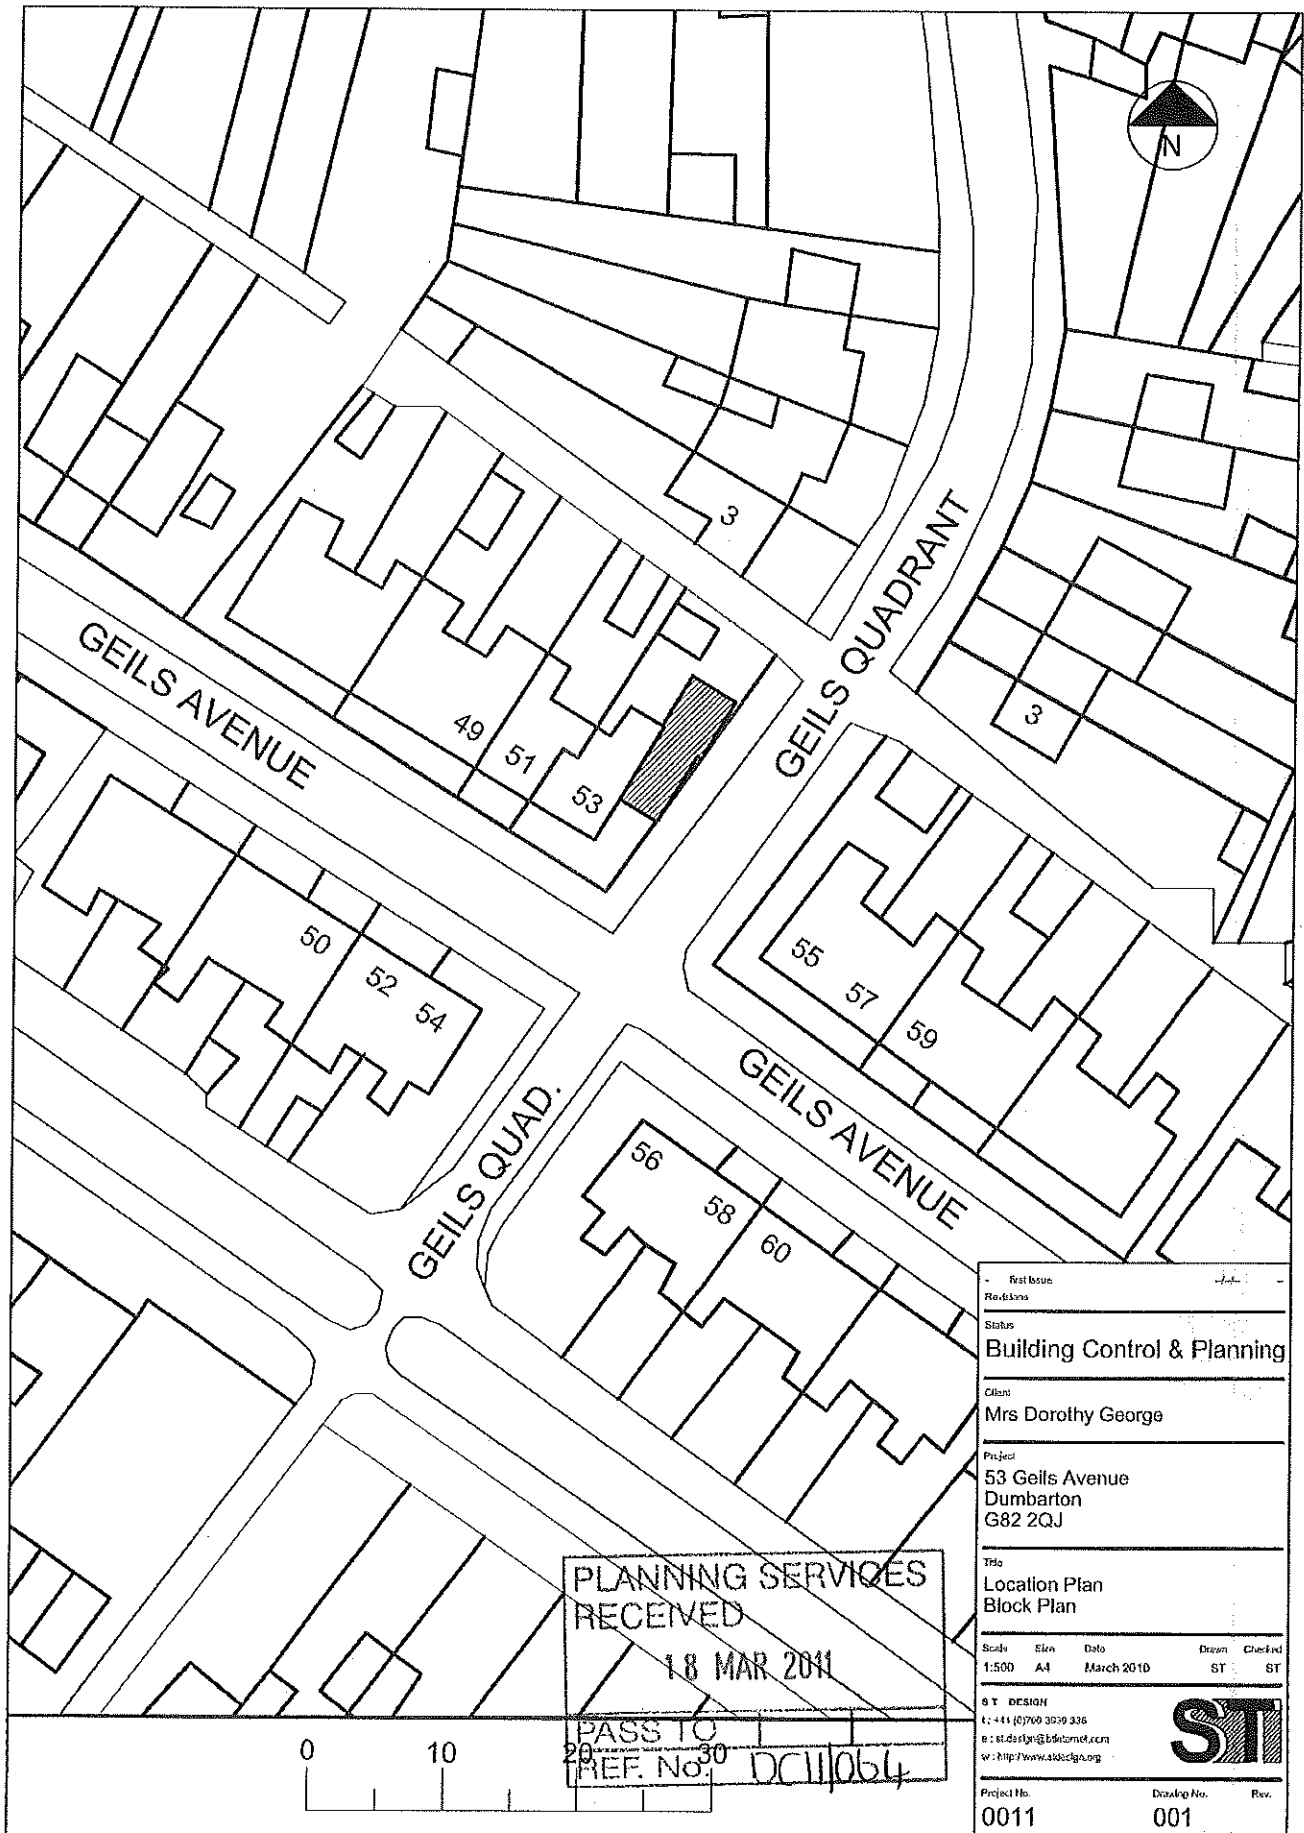 N
3
GEILS QUADRANT
GEILS AVENUE
49
51
53
3
50
52
54
55
57
59
GEILS AVENUE
GEILS QUAD.
56
58
60
- First Issue -/-/- -
Revisions
Status
Building Control & Planning
Client
Mrs Dorothy George
Project
53 Geils Avenue
Dumbarton
G82 2QJ
Title
Location Plan
Block Plan
Scale Size Date Drawn Checked
1:500 A4 March 2010 ST ST
S T DESIGN
ST
Project No. Drawing No. Rev.
0011 001
PLANNING SERVICES
RECEIVED
18 MAR 2011
PASS TO
REF. No. DC11/064
0 10 20 30